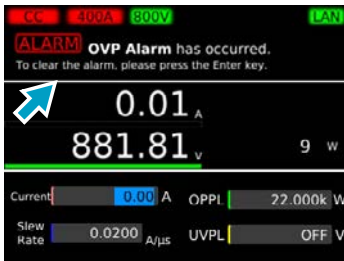 CC 400A 800V LAN
ALARM OVP Alarm has occurred.
To clear the alarm, please press the Enter key.
0.01 A
881.81 V 9 W
Current 0.00 A OPPL 22.000k W
Slew Rate 0.0200 A/µs UVPL OFF V